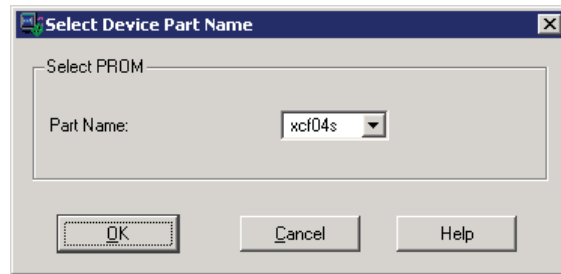 Select Device Part Name
Select PROM
Part Name: xcf04s
OK Cancel Help